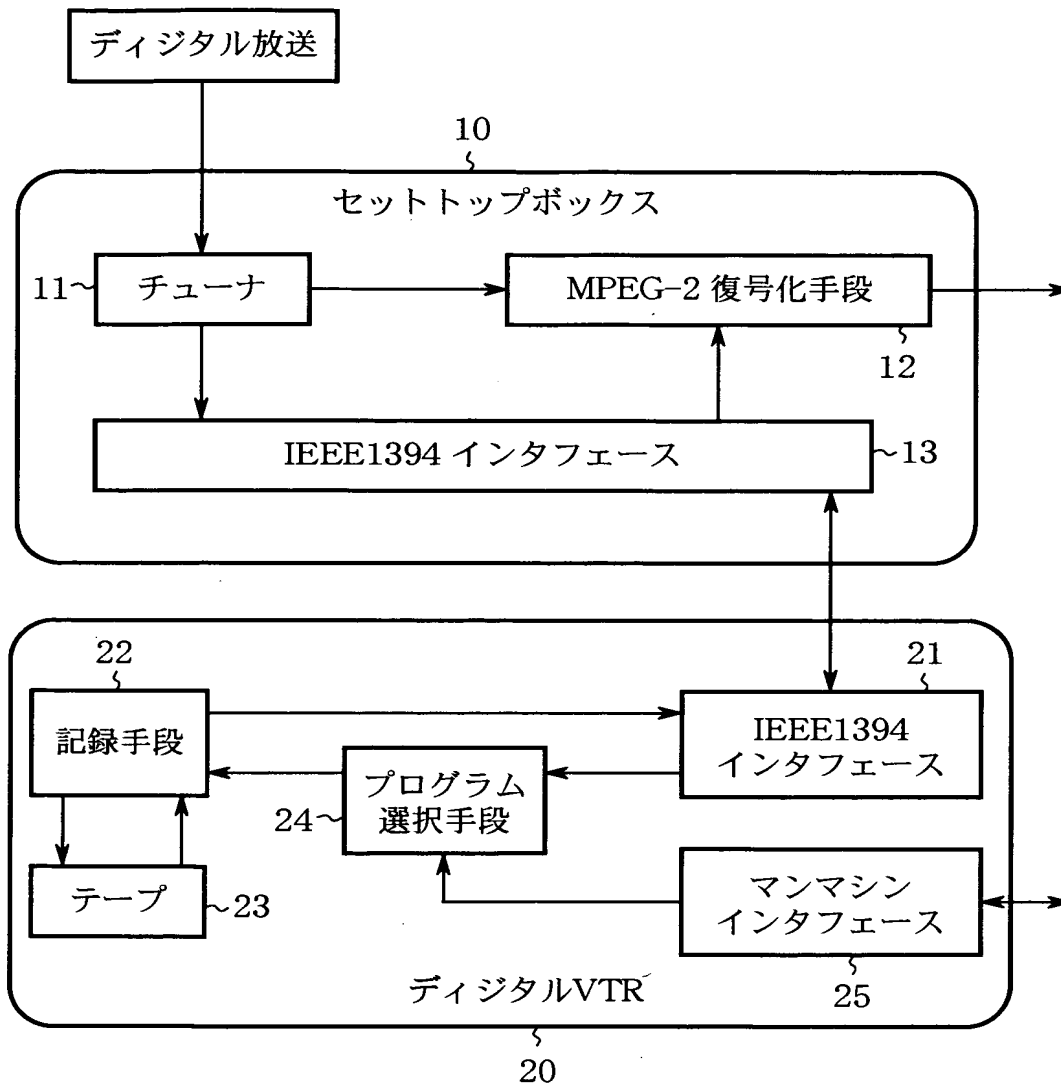 ディジタル放送
10
セットトップボックス
11
チューナ
MPEG-2 復号化手段
12
IEEE1394 インタフェース
13
22
21
記録手段
IEEE1394
インタフェース
プログラム
選択手段
24
テープ
23
マンマシン
インタフェース
25
ディジタルVTR
20